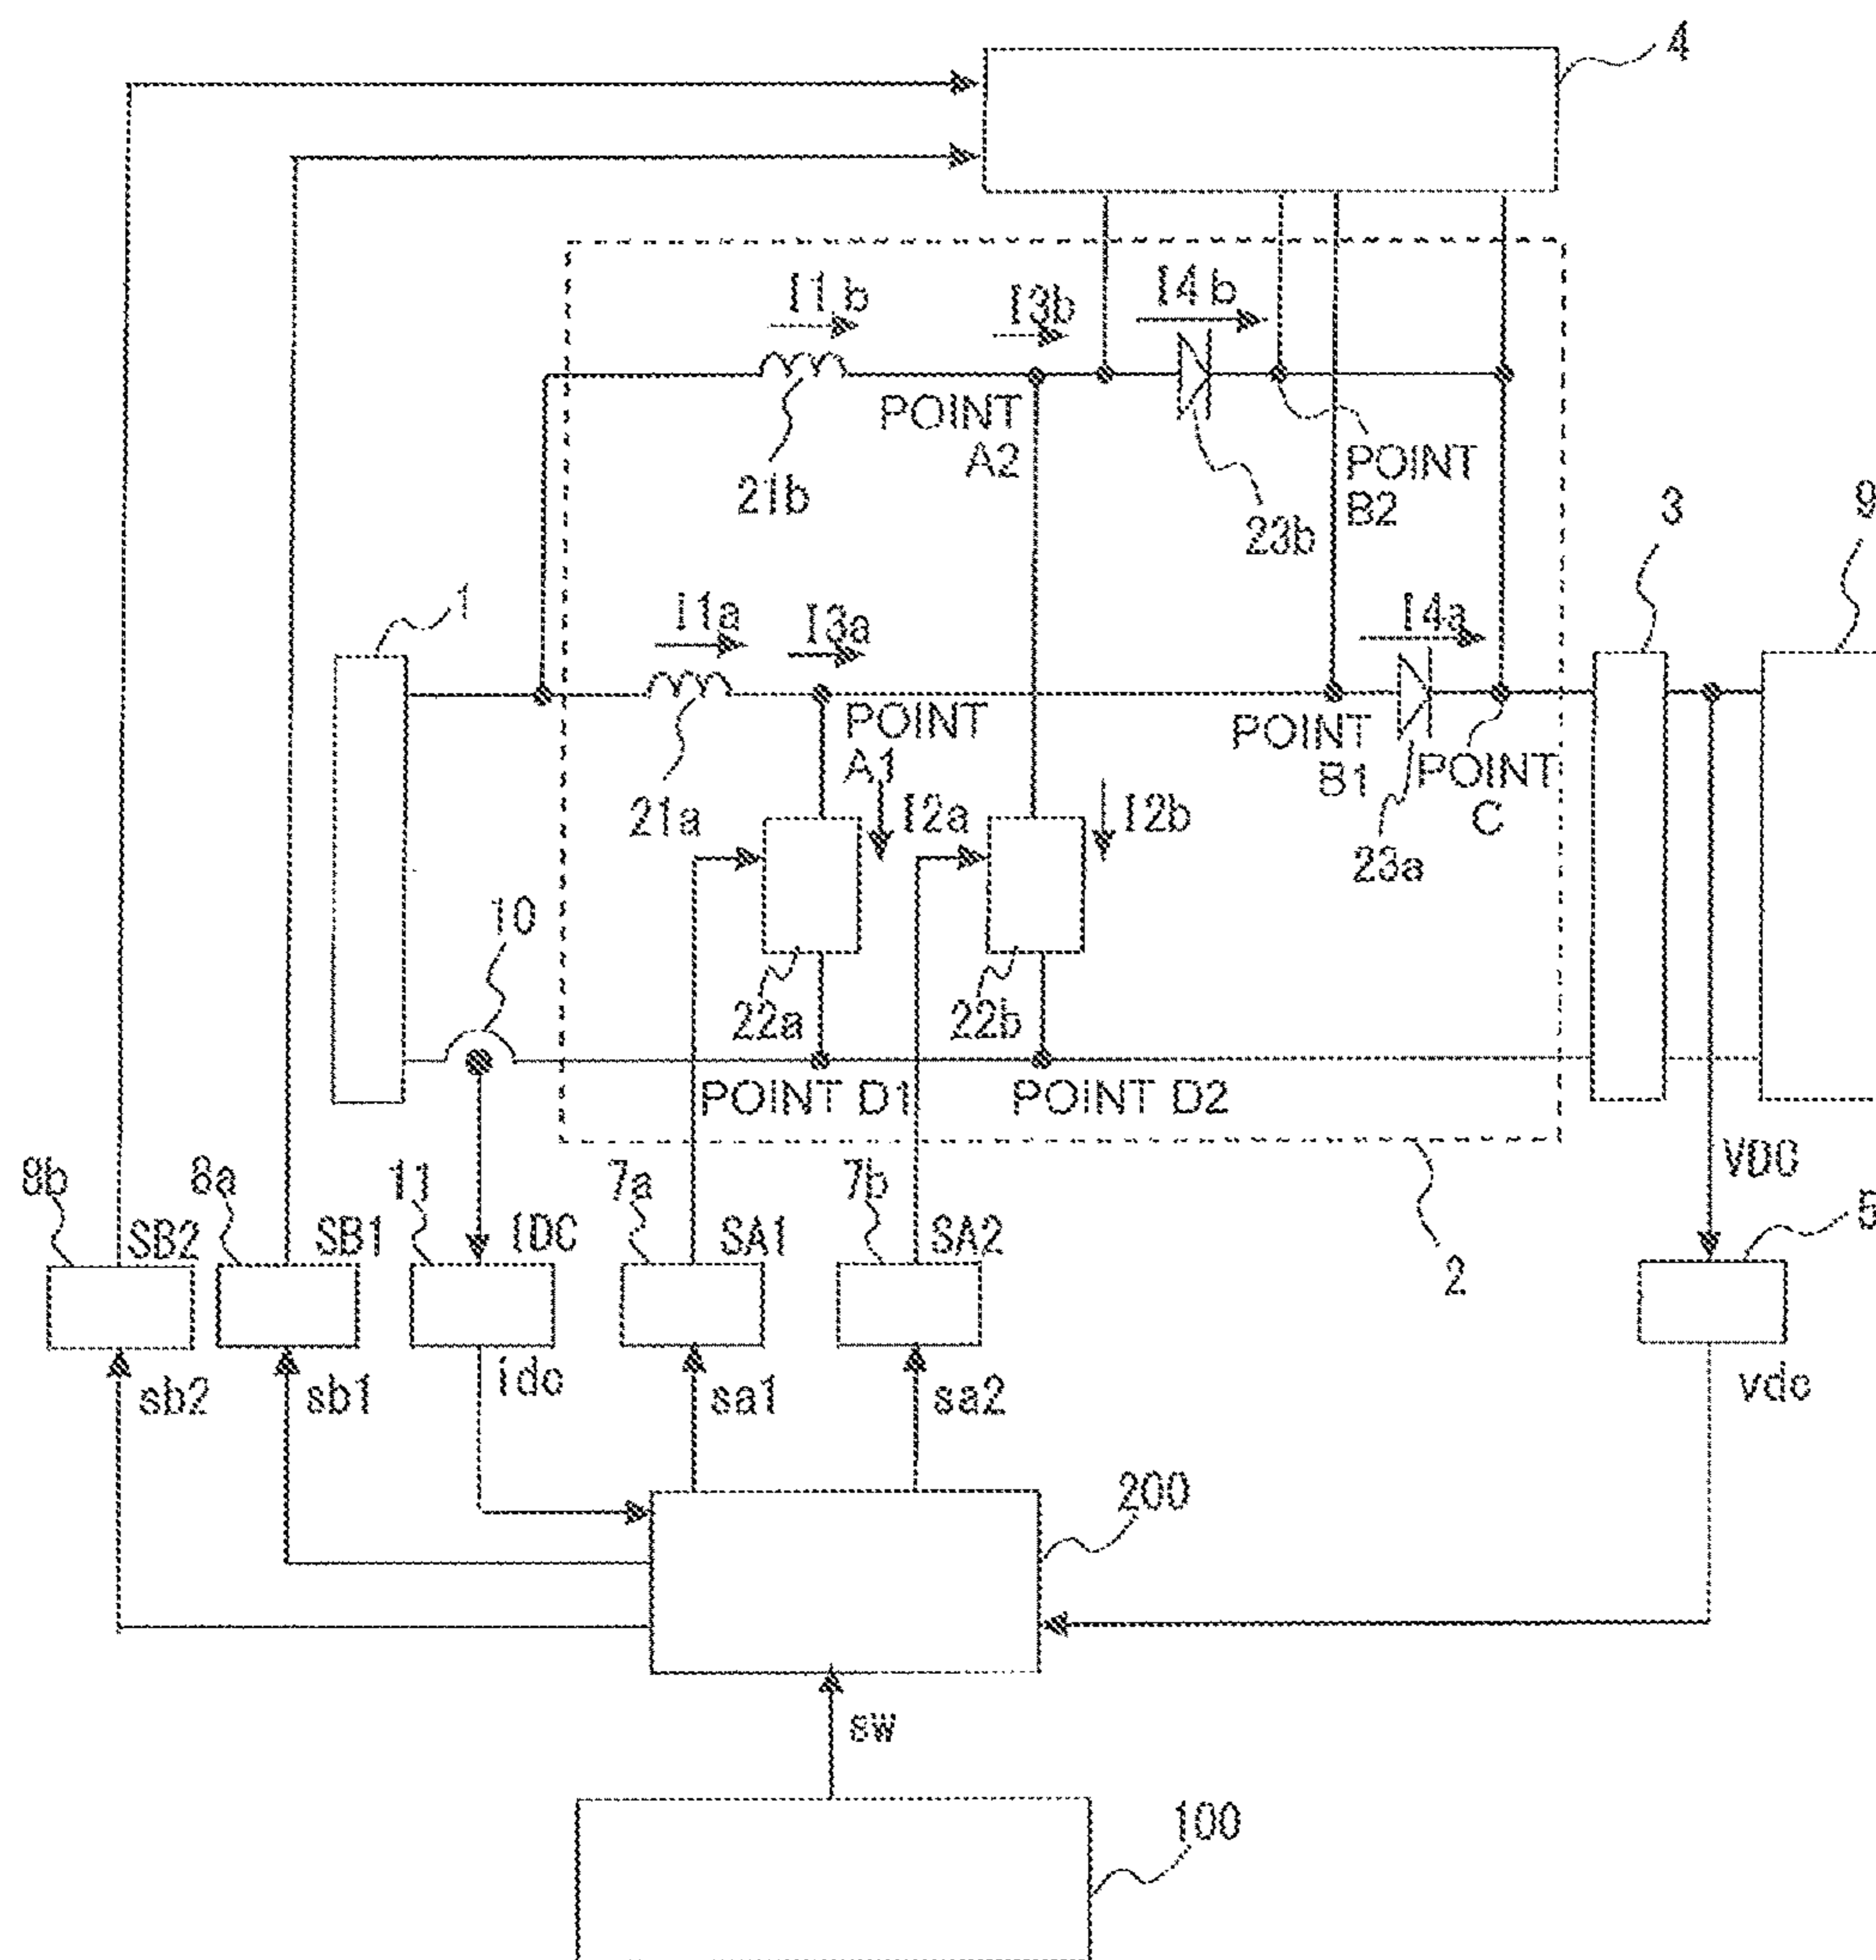 4
I1b
I3b
I4b
POINT
A2
21b
POINT
B2
23b
3
9
1
I1a
I3a
I4a
POINT
A1
POINT
B1
POINT
C
21a
I2a
I2b
23a
10
22a
22b
POINT D1
POINT D2
VDC
8b
8a
11
7a
7b
5
SB2
SB1
IDC
SA1
SA2
2
sb2
sb1
idc
sa1
sa2
vdc
200
sw
100